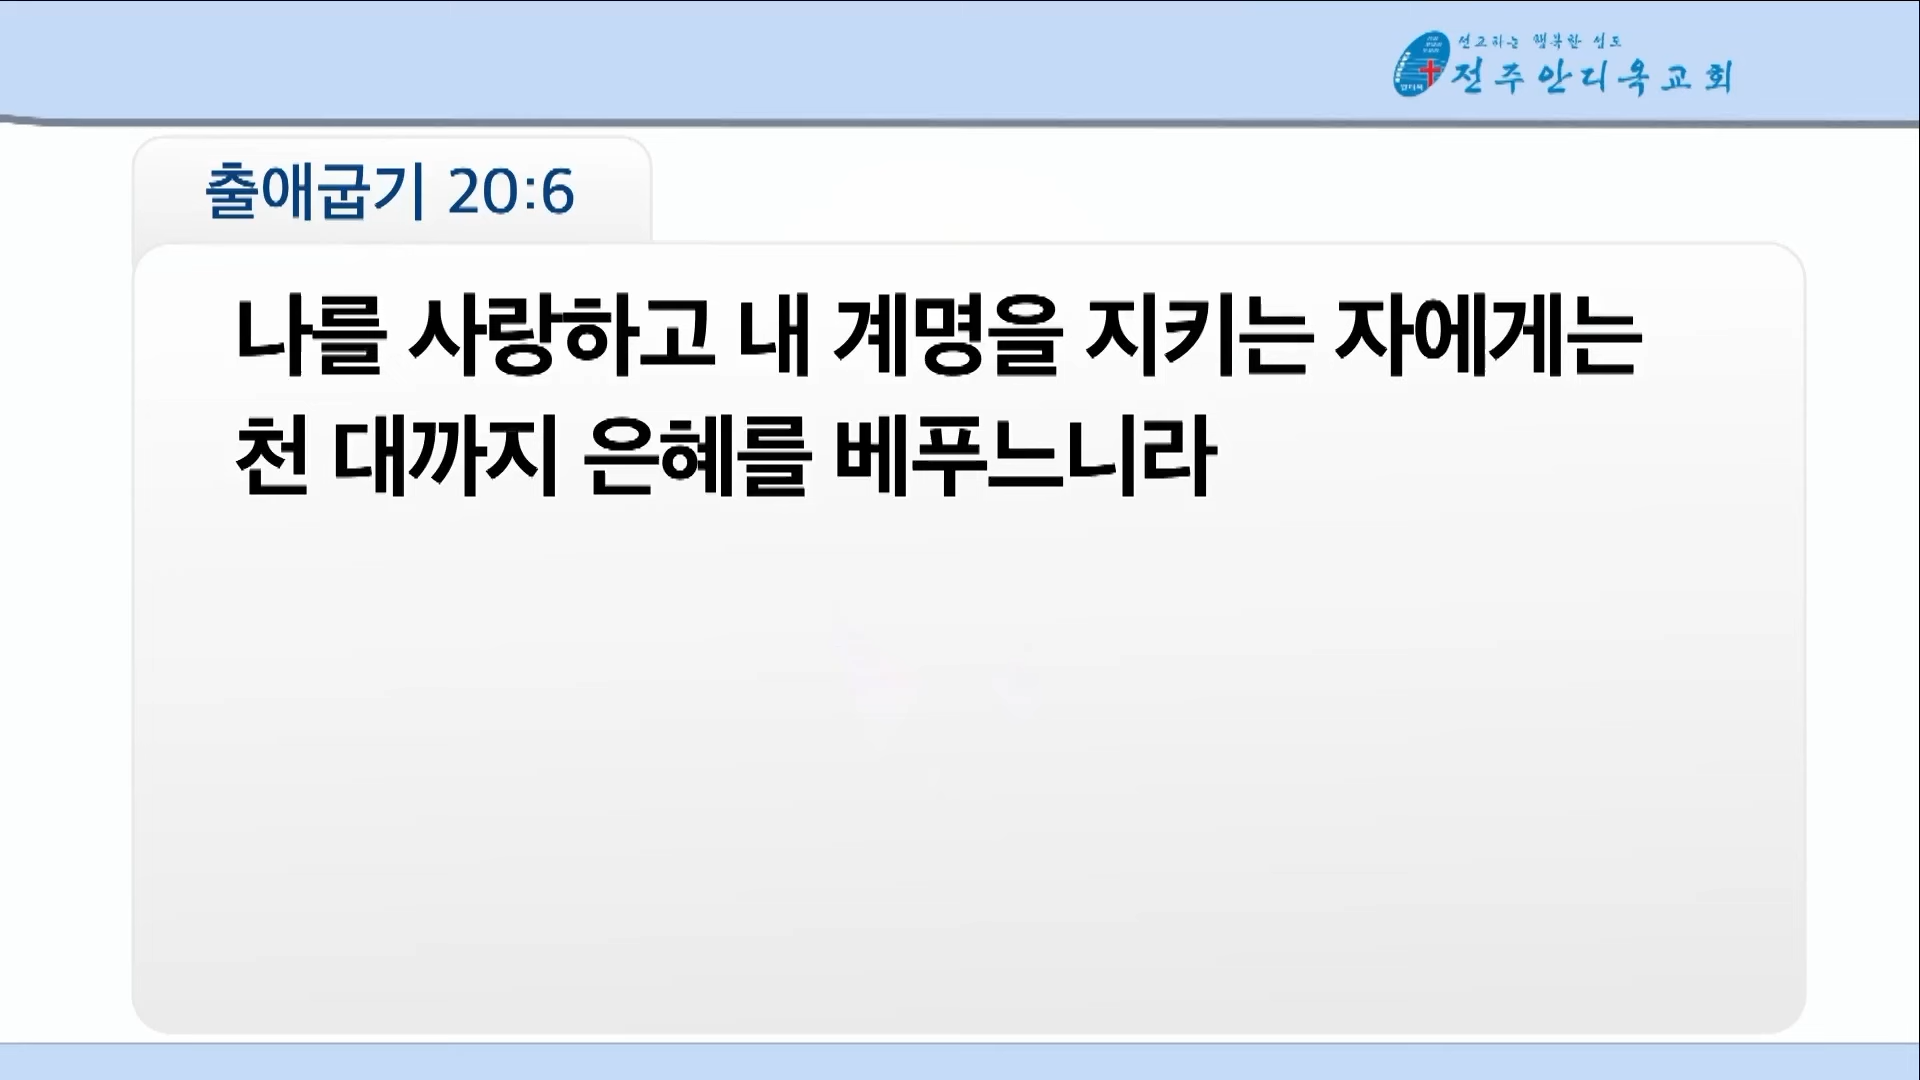 선교하는 행복한 성도
전주안디옥교회
출애굽기 20:6
나를 사랑하고 내 계명을 지키는 자에게는
천 대까지 은혜를 베푸느니라